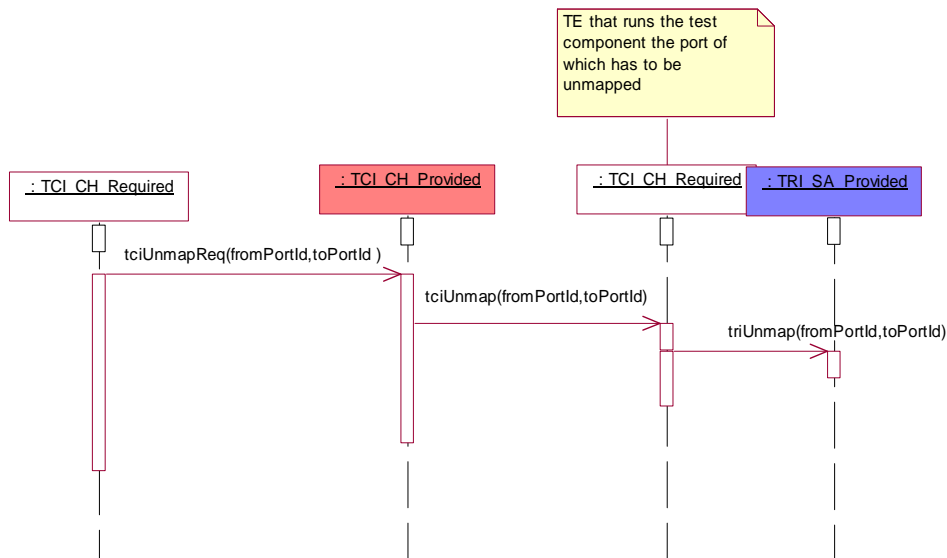 TE that runs the test
component the port of
which has to be
unmapped
: TCI_CH_Required
: TCI_CH_Provided
: TCI_CH_Required
: TRI_SA_Provided
tciUnmapReq(fromPortId,toPortId )
tciUnmap(fromPortId,toPortId)
triUnmap(fromPortId,toPortId)